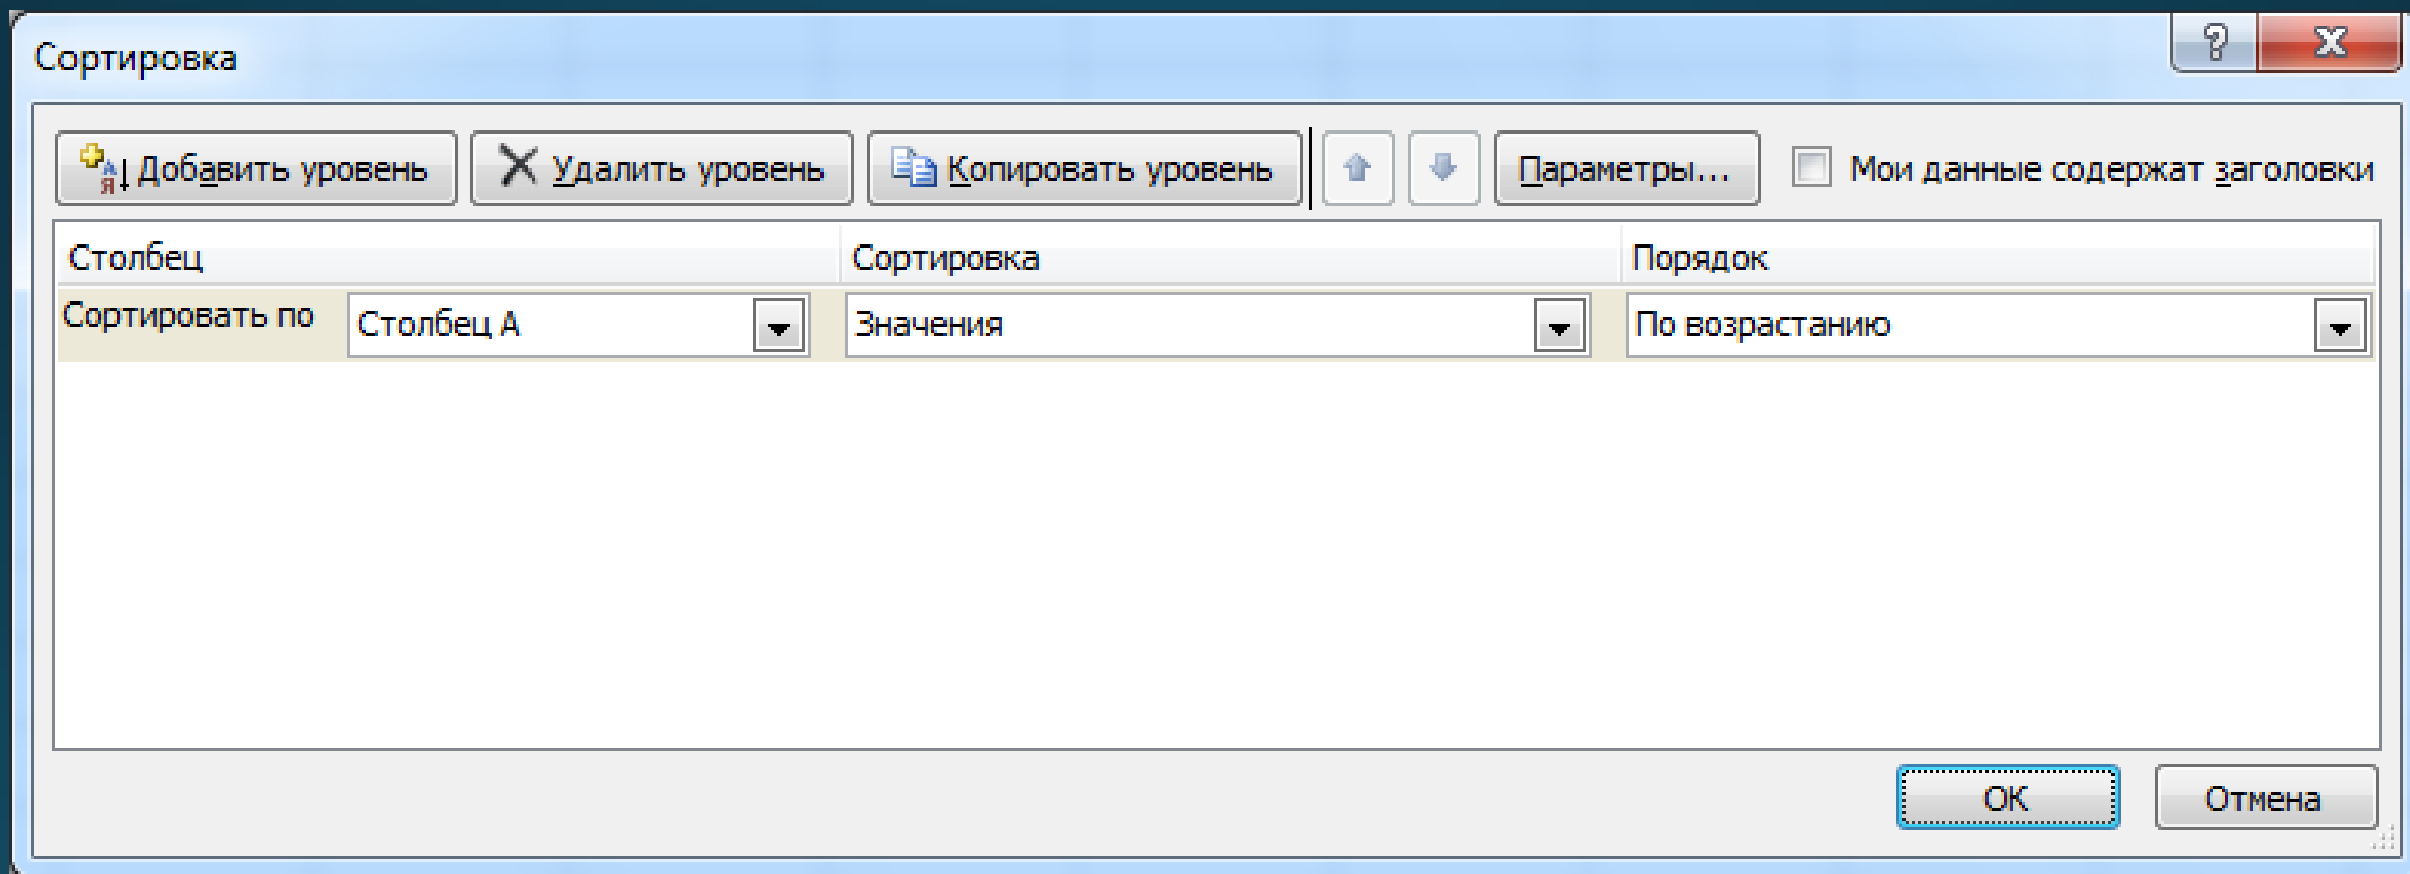 Сортировка
Добавить уровень Удалить уровень Копировать уровень Параметры... Мои данные содержат заголовки
Столбец Сортировка Порядок
Сортировать по Столбец A Значения По возрастанию
ОК Отмена